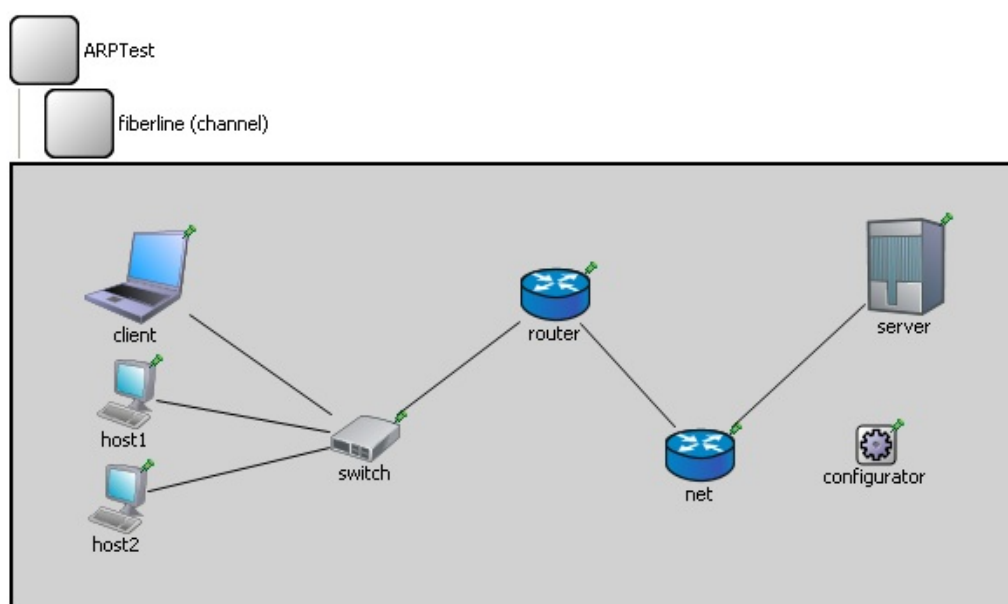 ARPTest
fiberline (channel)
client
router
server
host1
switch
net
configurator
host2